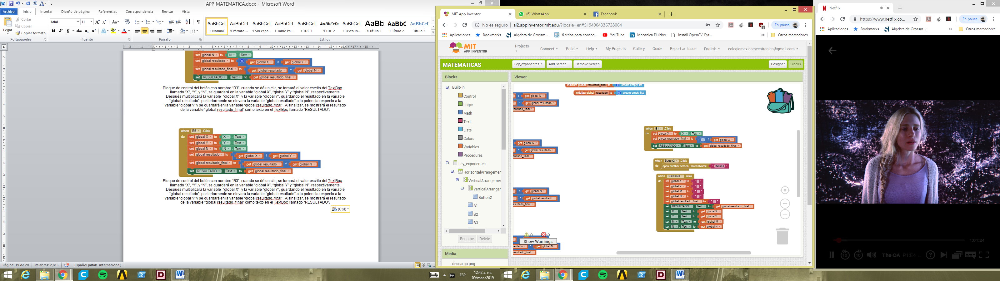 APP_MATEMATICA.docx - Microsoft Word
Archivo Inicio Insertar Diseño de página Referencias Correspondencia Revisar Vista
Pegar
Cortar
Copiar
Copiar formato
Portapapeles
Arial 11
N K S abc
Fuente
Párrafo
AaBbCcI AaBbCcI AaBbCcI AaBbCcI AaBbCcI AaBbCcDc AaBbCcI AaBb AaBbC AaBbCcI
¶ Normal ¶ Párrafo ... ¶ Sin espa... ¶ Table Pa... ¶ TDC 1 ¶ TDC 2 ¶ Texto in... ¶ Título 1 ¶ Título 2 Título 3
Estilos
set global N to N . Text
set global resultado to get global X x get global Y
set global resultado_final to get global resultado ^ get global N
set RESULTADO . Text to get global resultado_final
Bloque de control del botón con nombre “B3”, cuando se dé un clic, se tomará el valor escrito del TextBox
llamado “X”, “Y”, y “N”, se guardará en la variable “global X”, “global Y” y “global N”, respectivamente.
Después multiplicará la variable “global X” y la variable “global Y”, guardando el resultado en la variable
“global resultado”, posteriormente se elevará la variable “global resultado” a la potencia respecto a la
variable “global N” y se guardará en la variable “global resultado_final”. Al finalizar, se mostrará el resultado
de la variable “global resultado_final” como texto en el TextBox llamado “RESULTADO”.
when B6 .Click
do set global X to X . Text
set global Y to Y . Text
set global N to N . Text
set global resultado to get global X / get global Y
set global resultado_final to get global resultado ^ get global N
set RESULTADO . Text to get global resultado_final
Bloque de control del botón con nombre “B3”, cuando se dé un clic, se tomará el valor escrito del TextBox
llamado “X”, “Y”, y “N”, se guardará en la variable “global X”, “global Y” y “global N”, respectivamente.
Después multiplicará la variable “global X” y la variable “global Y”, guardando el resultado en la variable
“global resultado”, posteriormente se elevará la variable “global resultado” a la potencia respecto a la
variable “global N” y se guardará en la variable “global resultado_final”. Al finalizar, se mostrará el resultado
de la variable “global resultado_final” como texto en el TextBox llamado “RESULTADO”.
(Ctrl)
Página: 19 de 20 Palabras: 2,813 Español (alfab. internacional)
MIT App Inventor (6) WhatsApp Facebook
No es seguro ai2.appinventor.mit.edu/?locale=en#5194904336728064 En pausa
Aplicaciones Bookmarks Algebra de Grossm... 6 sitios para conseg... YouTube Mecanica Fluidos Install OpenCV-Pyt... » Otros marcadores
MIT
APP INVENTOR
Projects Connect Build Help My Projects Gallery Guide Report an Issue English colegiomexicomecatronica@gmail.com
MATEMATICAS Ley_exponentes Add Screen ... Remove Screen Designer Blocks
Blocks
Built-in
Control
Logic
Math
Text
Lists
Colors
Variables
Procedures
Ley_exponentes
HorizontalArrangemen
VerticalArrangemen
VerticalArranger
Button2
B1
B2
B3
Rename Delete
Media
descarga.png
Viewer
initialize global resultado_final to create empty list
initialize global resultado to create empty list
+ get global N
^ get global resultado
esultado_final
get global N
^ get global resultado
sultado_final
x get global N
^ get global resultado
esultado_final
0 0
Show Warnings
esultado ^ get global N
resultado_final
when B1 .Click
do set global X to X . Text
set global resultado_final to 1 / get global X
set RESULTADO . Text to get global resultado_final
when Button2 .Click
do open another screen screenName " INICIO "
when BORRAR .Click
do set global X to " "
set global Y to " "
set global M to " "
set global N to " "
set global resultado_final to " "
set RESULTADO . Text to get global resultado_final
set X . Text to get global X
set Y . Text to get global Y
set M . Text to get global M
set N . Text to get global N
Netflix
https://www.netflix.co... En pausa
Aplicaciones Bookmarks Algebra de Grossm... » Otros marcadores
1:01:24
10 10 The OA P1:E4 ?
ESP 12:42 a. m.
09/mar./2019
ESP